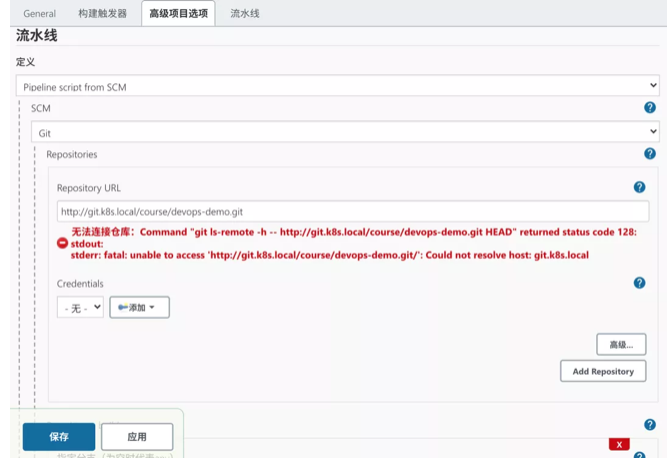 General 构建触发器 高级项目选项 流水线
流水线
定义
Pipeline script from SCM
SCM
?
Git
Repositories
?
Repository URL
?
http://git.k8s.local/course/devops-demo.git
无法连接仓库：Command "git ls-remote -h -- http://git.k8s.local/course/devops-demo.git HEAD" returned status code 128:
stdout:
stderr: fatal: unable to access 'http://git.k8s.local/course/devops-demo.git/': Could not resolve host: git.k8s.local
Credentials
?
- 无 - 添加
高级...
Add Repository
?
保存 应用
X
?